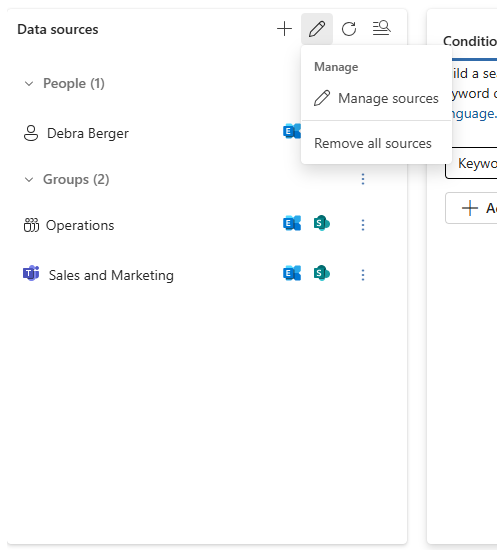 Data sources
Manage
Manage sources
Remove all sources
People (1)
Debra Berger
E
Groups (2)
Operations
E S
Sales and Marketing
E S
Conditio
ild a se
yword c
nguage.
Keywo